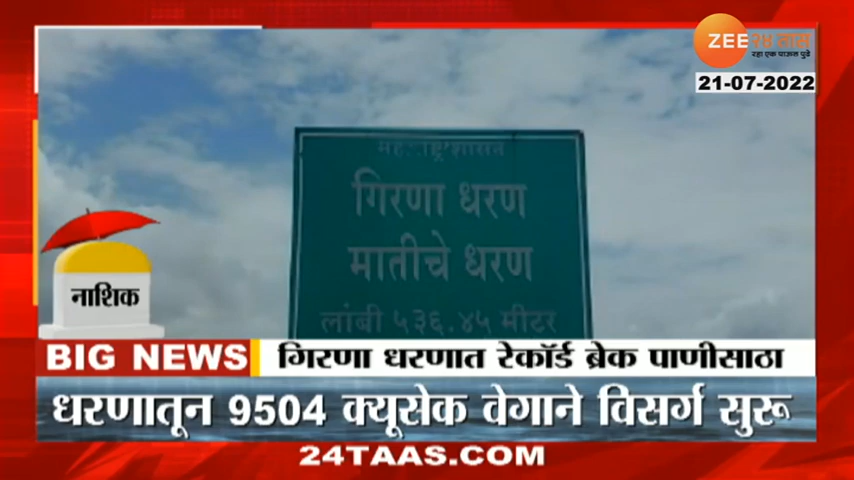 ZEE २४ तास
रहा एक पाऊल पुढे
21-07-2022
महाराष्ट्र शासन
गिरणा धरण
मातीचे धरण
लांबी ५३६.४५ मीटर
नाशिक
BIG NEWS
गिरणा धरणात रेकॉर्ड ब्रेक पाणीसाठा
धरणातून 9504 क्यूसेक वेगाने विसर्ग सुरू
24TAAS.COM